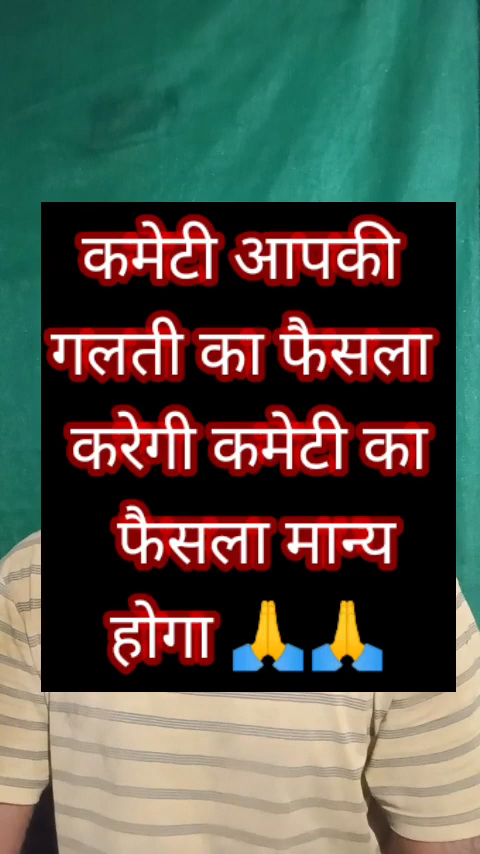 कमेटी आपकी
गलती का फैसला
करेगी कमेटी का
फैसला मान्य
होगा 🙏🙏